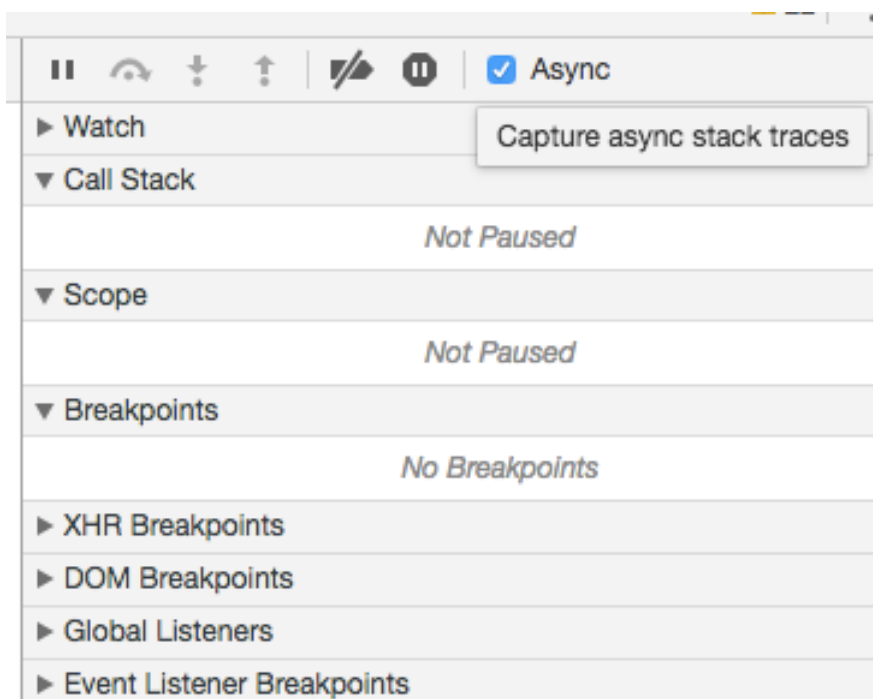 Async
Watch
Capture async stack traces
Call Stack
Not Paused
Scope
Not Paused
Breakpoints
No Breakpoints
XHR Breakpoints
DOM Breakpoints
Global Listeners
Event Listener Breakpoints